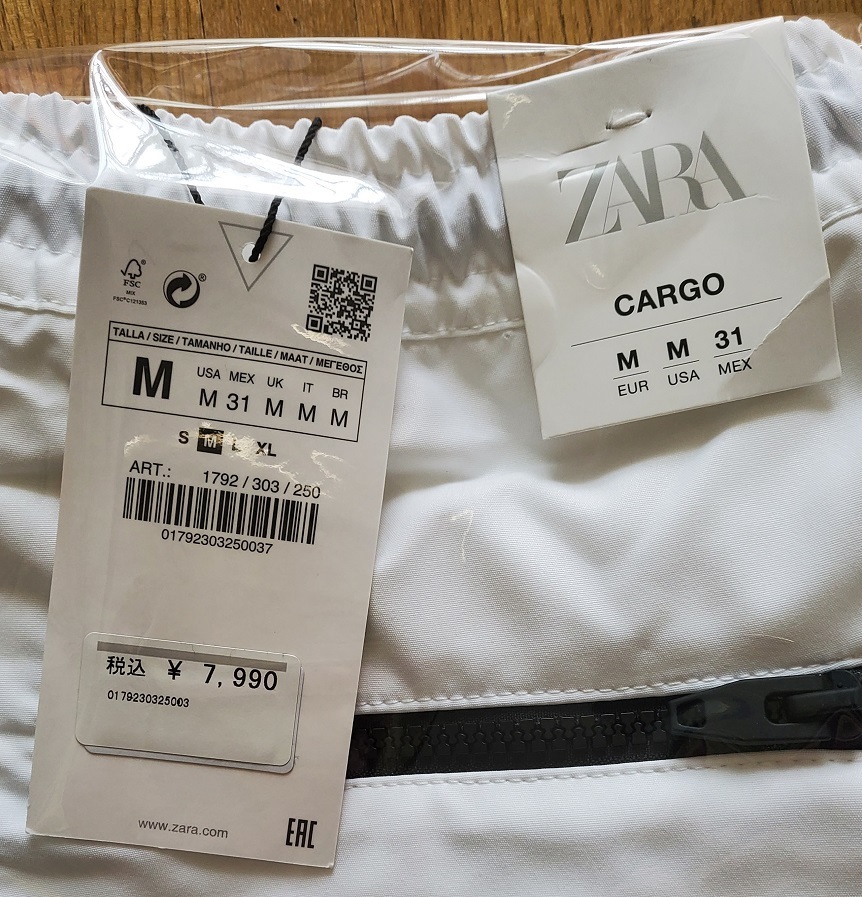 FSC
MIX
FSC® C121353
®
TALLA / SIZE / TAMANHO / TAILLE / MAAT / ΜΕΓΕΘΟΣ
M
USA MEX UK IT BR
M 31 M M M
S M L XL
ART.: 1792 / 303 / 250
01792303250037
税込 ¥ 7,990
0179230325003
www.zara.com
EAC
ZARA
CARGO
M M 31
EUR USA MEX